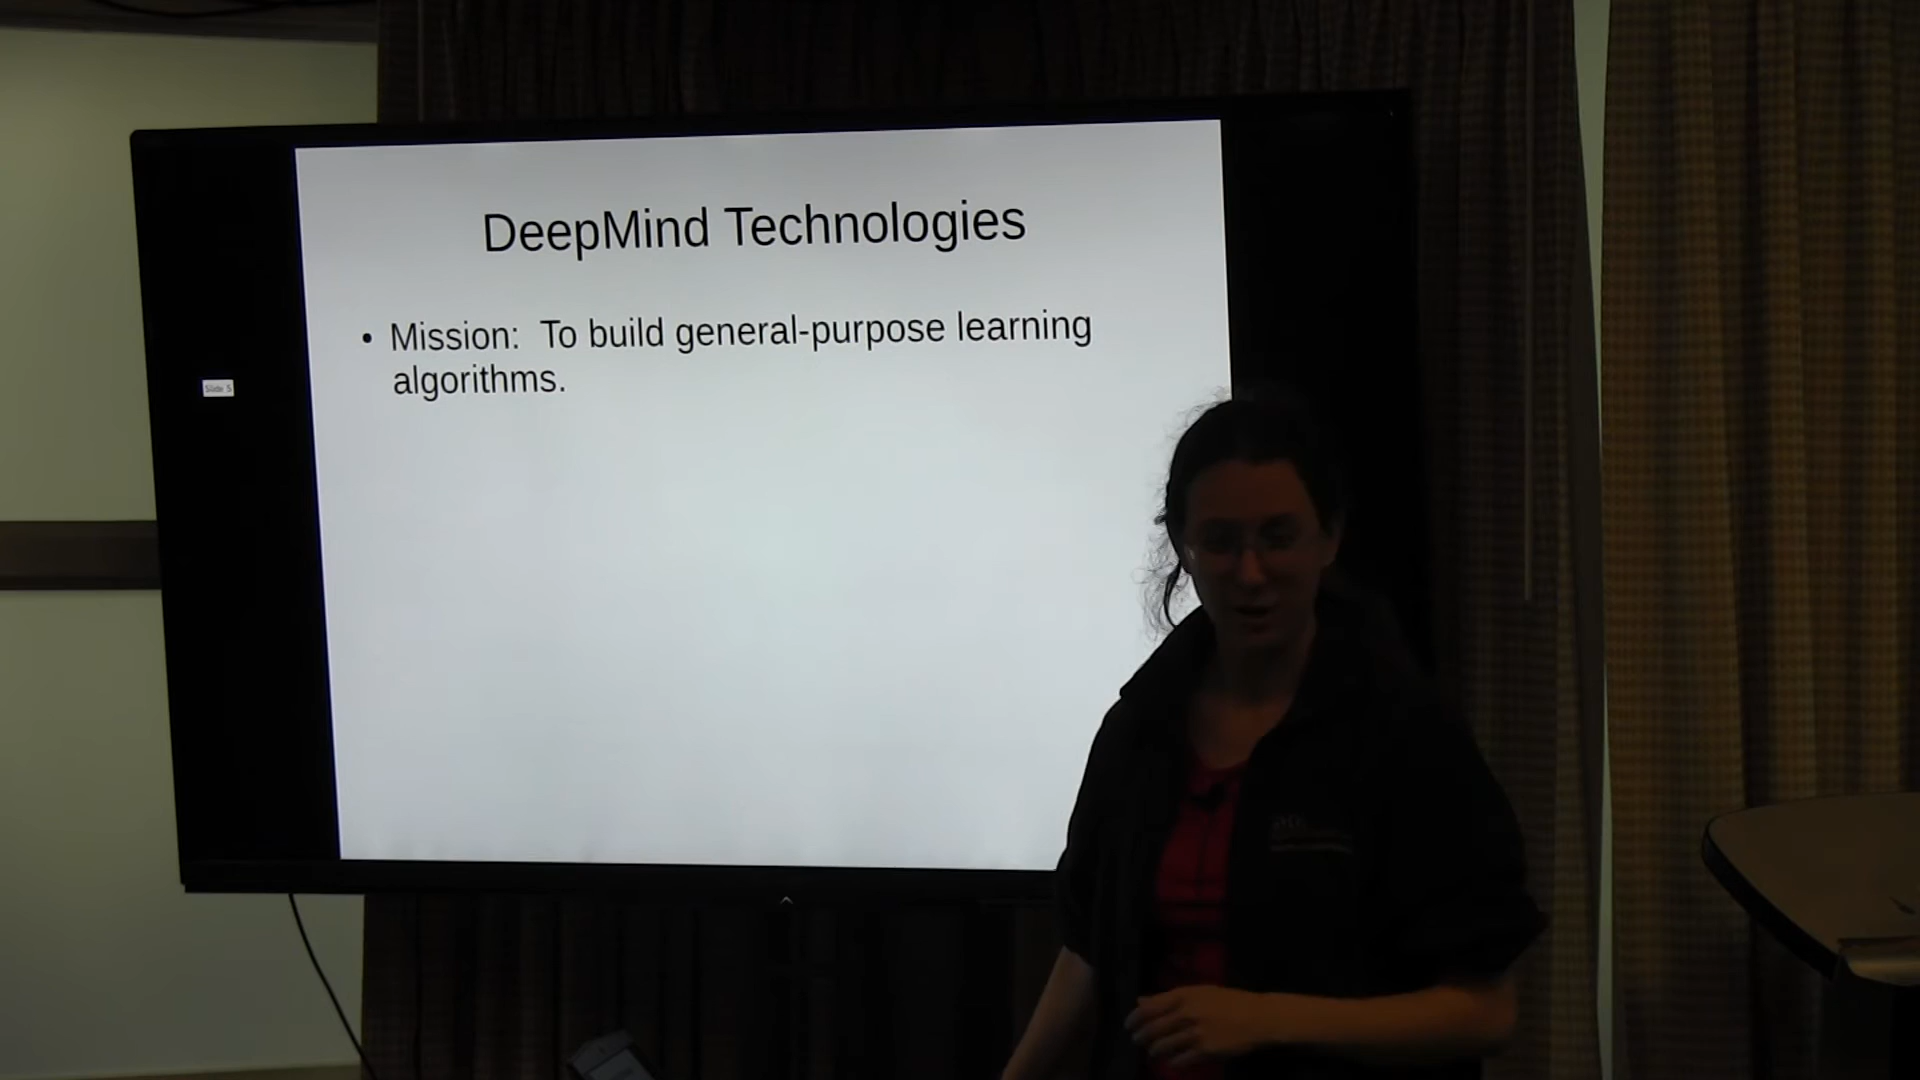 DeepMind Technologies
• Mission: To build general-purpose learning
algorithms.
Slide 5